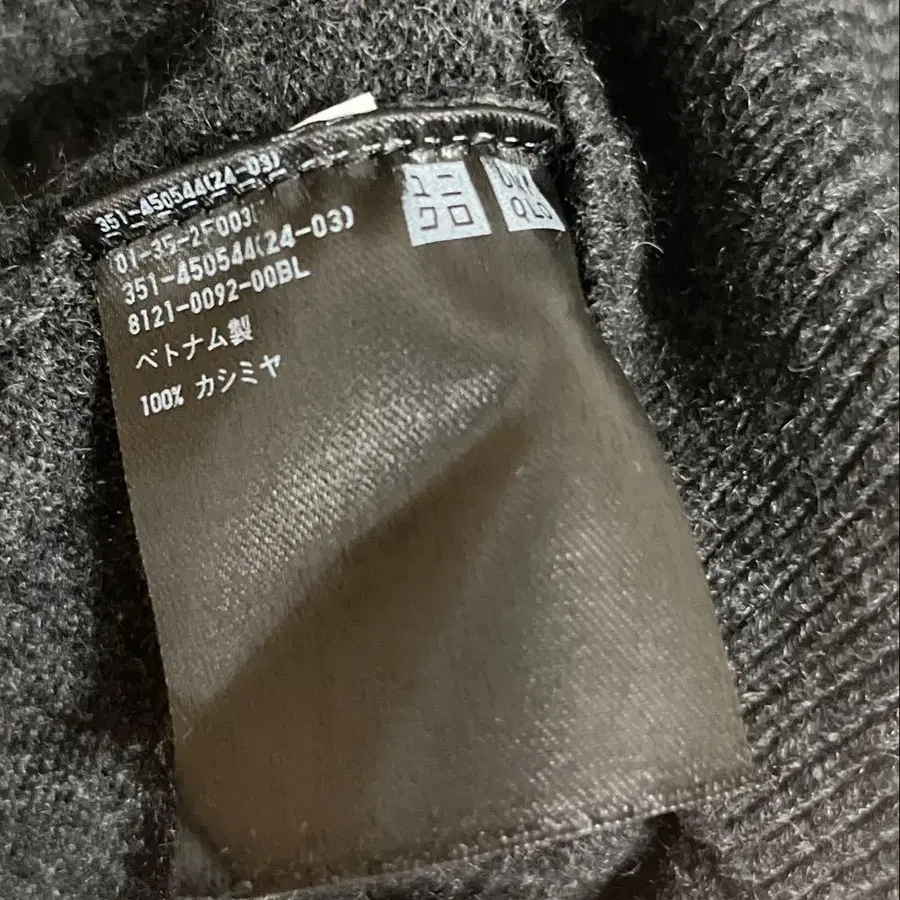 351-450544(24-03)
01-35-2F003
351-450544(24-03)
8121-0092-00BL
ベトナム製
100% カシミヤ
ユニ
クロ
UNI
QLO